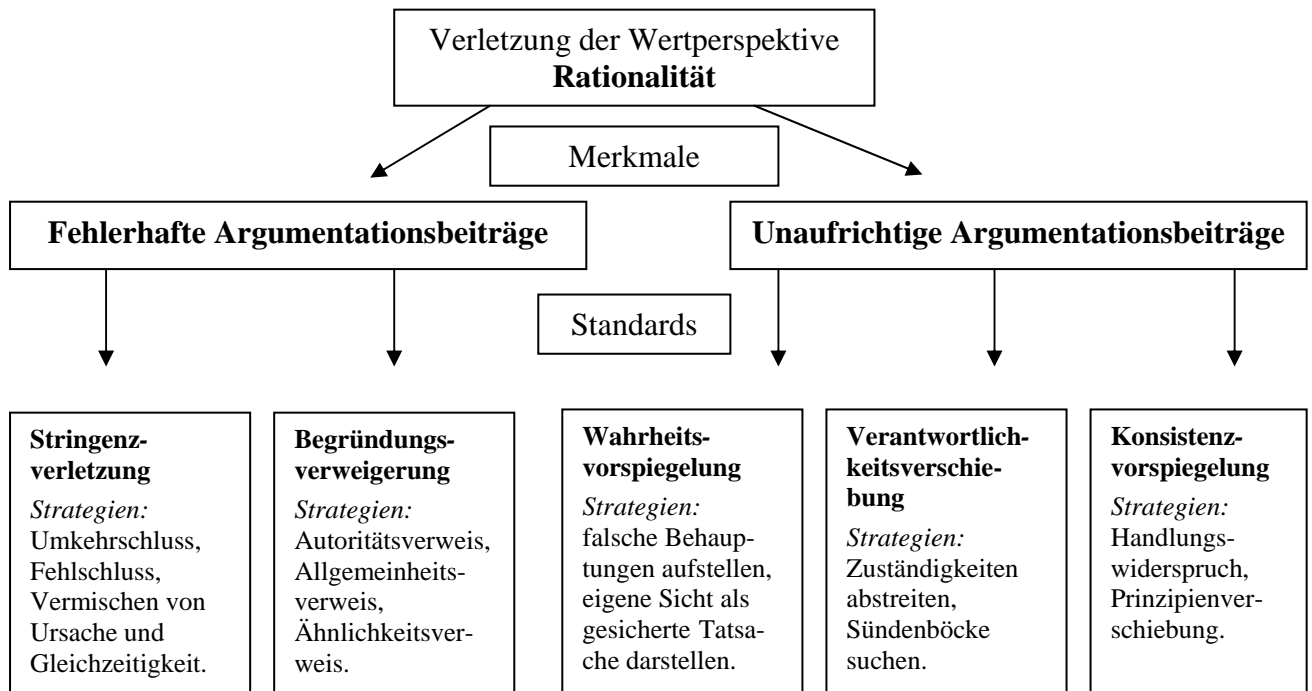 Verletzung der Wertperspektive
Rationalität
Merkmale
Fehlerhafte Argumentationsbeiträge
Unaufrichtige Argumentationsbeiträge
Standards
Stringenz-
verletzung
Strategien:
Umkehrschluss,
Fehlschluss,
Vermischen von
Ursache und
Gleichzeitigkeit.
Begründungs-
verweigerung
Strategien:
Autoritätsverweis,
Allgemeinheits-
verweis,
Ähnlichkeitsver-
weis.
Wahrheits-
vorspiegelung
Strategien:
falsche Behaup-
tungen aufstellen,
eigene Sicht als
gesicherte Tatsa-
che darstellen.
Verantwortlich-
keitsverschie-
bung
Strategien:
Zuständigkeiten
abstreiten,
Sündenböcke
suchen.
Konsistenz-
vorspiegelung
Strategien:
Handlungs-
widerspruch,
Prinzipienver-
schiebung.